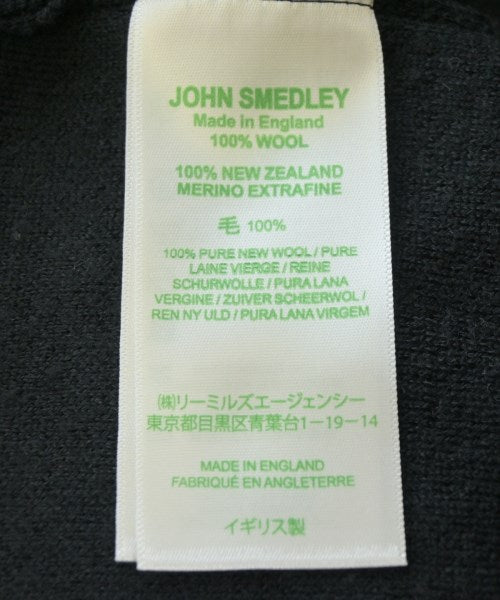 JOHN SMEDLEY
Made in England
100% WOOL
100% NEW ZEALAND
MERINO EXTRAFINE
毛 100%
100% PURE NEW WOOL / PURE
LAINE VIERGE / REINE
SCHURWOLLE / PURA LANA
VERGINE / ZUIVER SCHEERWOL /
REN NY ULD / PURA LANA VIRGEM
㈱リーミルズエージェンシー
東京都目黒区青葉台1-19-14
MADE IN ENGLAND
FABRIQUÉ EN ANGLETERRE
イギリス製